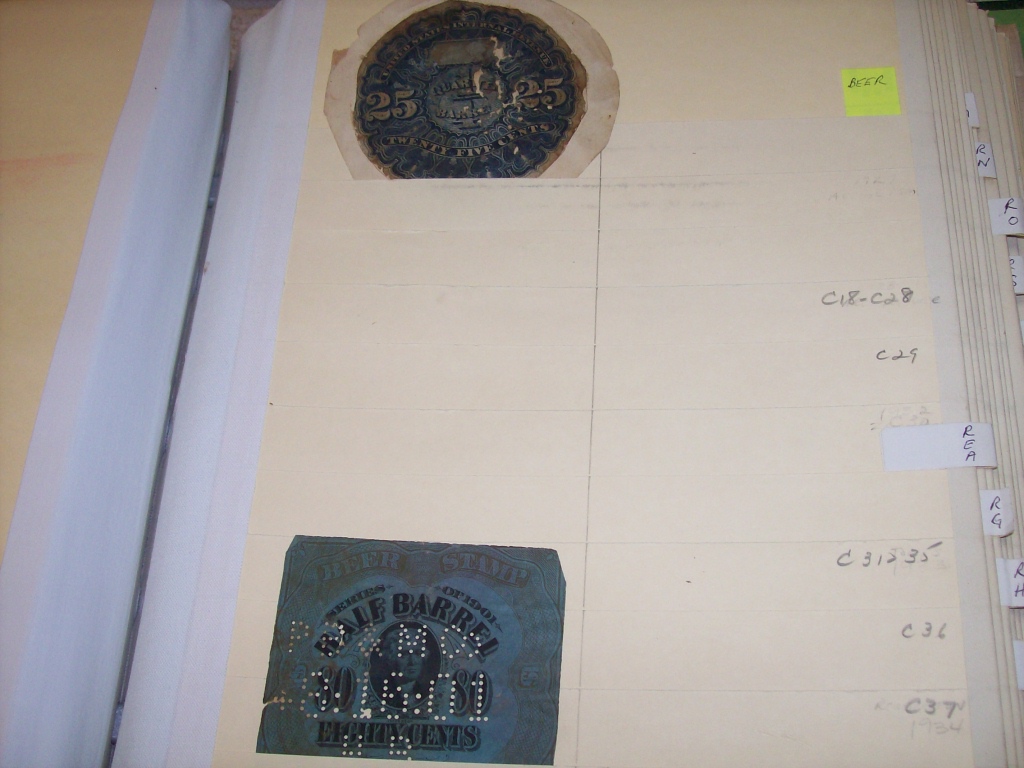 25 25
TWENTY FIVE CENTS
BEER
R
N
R
O
C18-C28
C29
R
E
A
R
G
C31-35
R
H
C36
C37
1934
BEER STAMP
SERIES OF 1901
HALF BARREL
80 80
EIGHTY CENTS